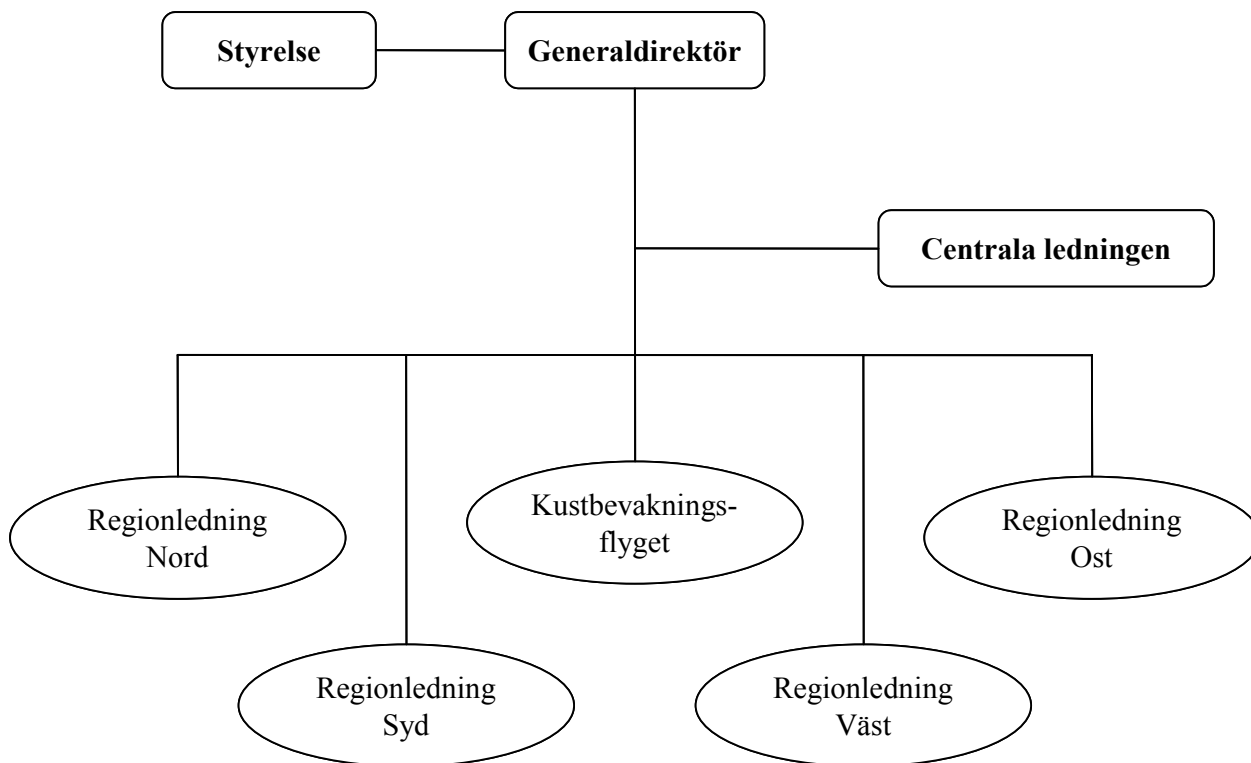 Styrelse
Generaldirektör
Centrala ledningen
Regionledning
Nord
Kustbevaknings-
flyget
Regionledning
Ost
Regionledning
Syd
Regionledning
Väst